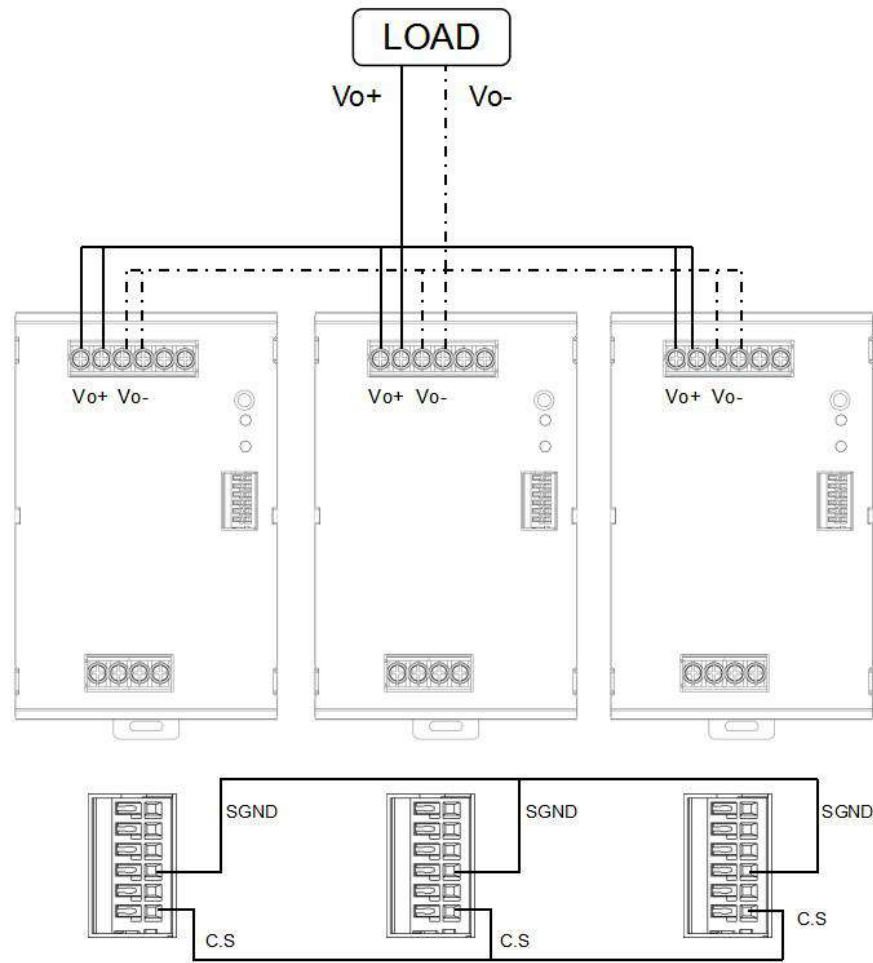 LOAD
Vo+ Vo-
Vo+ Vo-
Vo+ Vo-
Vo+ Vo-
SGND
SGND
SGND
C.S
C.S
C.S